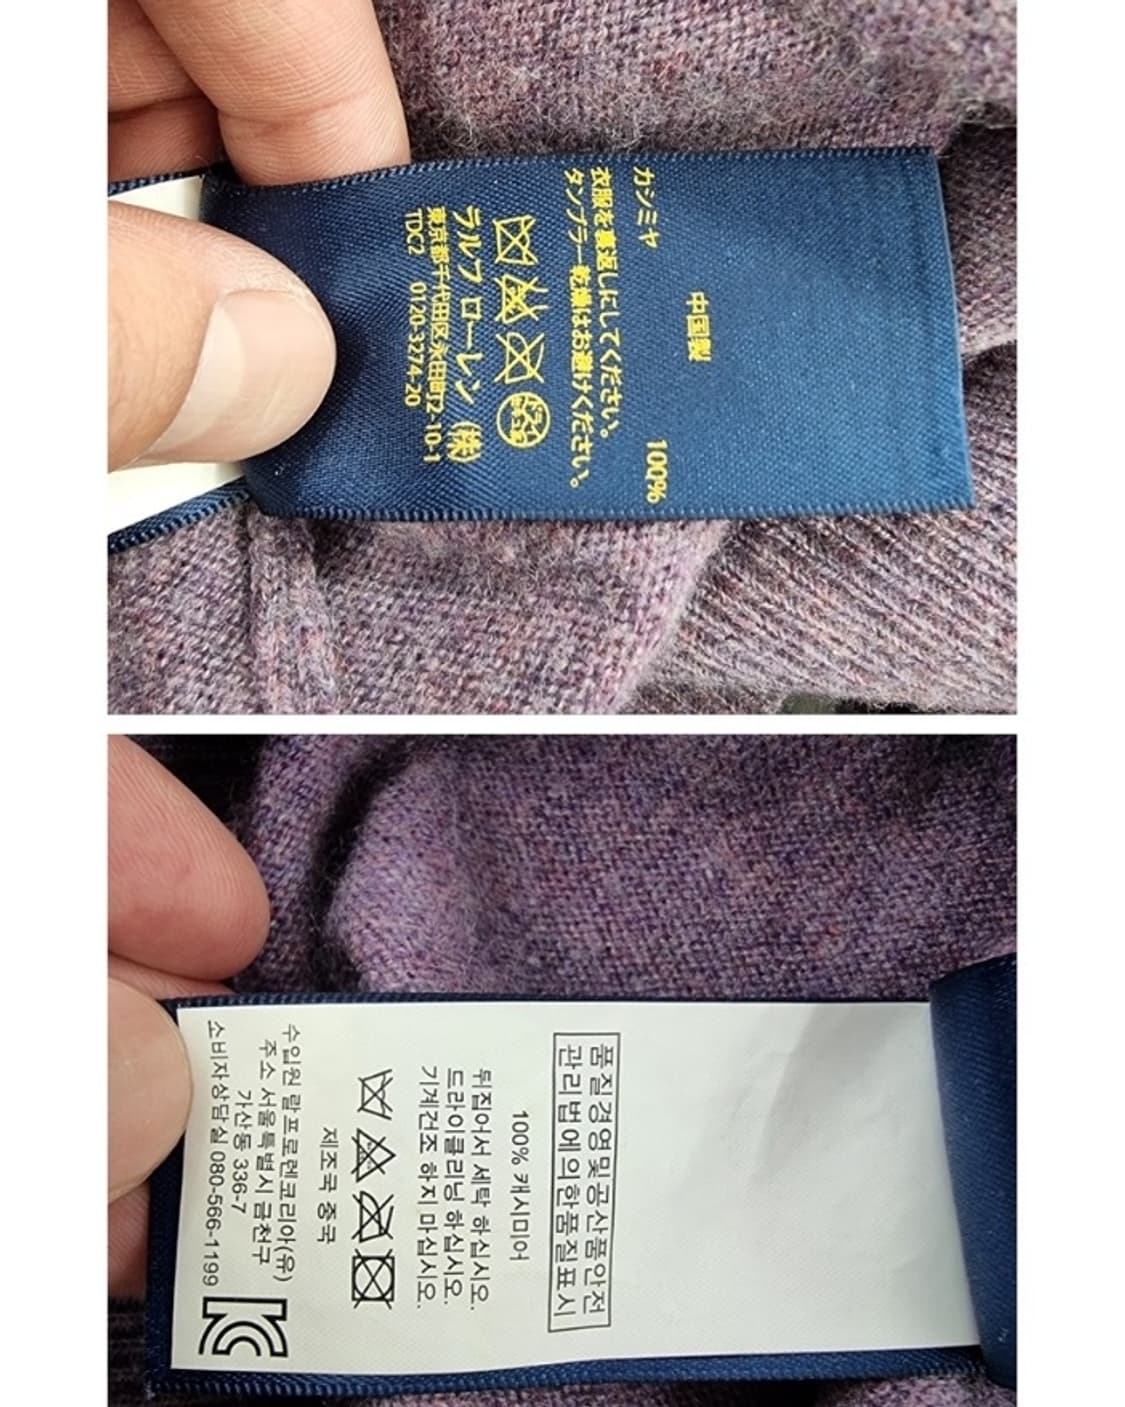 中国製
カシミヤ 100%
衣服を裏返しにしてください。
タンブラー乾燥はお避けください。
ラルフ ローレン (株)
東京都千代田区永田町2-10-1
TDC2 0120-3274-20
품질경영및공산품안전
관리법에의한품질표시
100% 캐시미어
뒤집어서 세탁 하십시오.
드라이클리닝 하십시오.
기계건조 하지 마십시오.
제조국 중국
수입원 랄프로렌코리아(유)
주소 서울특별시 금천구
가산동 336-7
소비자상담실 080-566-1199